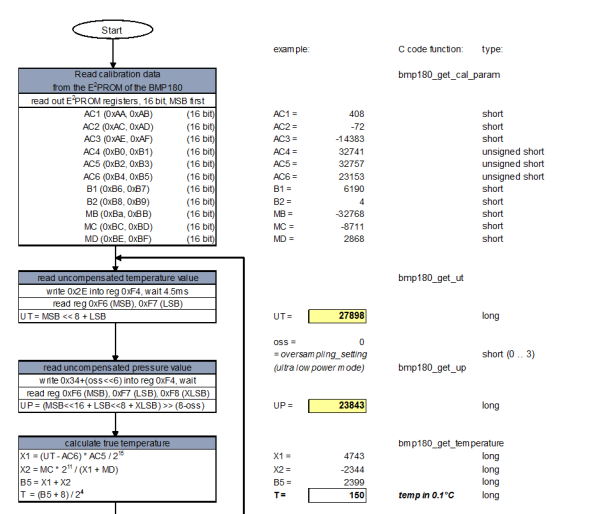 Start
example: C code function: type:
Read calibration data bmp180_get_cal_param
from the E²PROM of the BMP180
read out E²PROM registers, 16 bit, MSB first
AC1 (0xAA, 0xAB) (16 bit) AC1 = 408 short
AC2 (0xAC, 0xAD) (16 bit) AC2 = -72 short
AC3 (0xAE, 0xAF) (16 bit) AC3 = -14383 short
AC4 (0xB0, 0xB1) (16 bit) AC4 = 32741 unsigned short
AC5 (0xB2, 0xB3) (16 bit) AC5 = 32757 unsigned short
AC6 (0xB4, 0xB5) (16 bit) AC6 = 23153 unsigned short
B1 (0xB6, 0xB7) (16 bit) B1 = 6190 short
B2 (0xB8, 0xB9) (16 bit) B2 = 4 short
MB (0xBa, 0xBB) (16 bit) MB = -32768 short
MC (0xBC, 0xBD) (16 bit) MC = -8711 short
MD (0xBE, 0xBF) (16 bit) MD = 2868 short
read uncompensated temperature value bmp180_get_ut
write 0x2E into reg 0xF4, wait 4.5ms
read reg 0xF6 (MSB), 0xF7 (LSB)
UT = MSB << 8 + LSB UT = 27898 long
oss = 0
= oversampling_setting short (0 .. 3)
read uncompensated pressure value (ultra low power mode) bmp180_get_up
write 0x34+(oss<<6) into reg 0xF4, wait
read reg 0xF6 (MSB), 0xF7 (LSB), 0xF8 (XLSB)
UP = (MSB<<16 + LSB<<8 + XLSB) >> (8-oss) UP = 23843 long
calculate true temperature bmp180_get_temperature
X1 = (UT - AC6) * AC5 / 2¹⁵ X1 = 4743 long
X2 = MC * 2¹¹ / (X1 + MD) X2 = -2344 long
B5 = X1 + X2 B5 = 2399 long
T = (B5 + 8) / 2⁴ T = 150 temp in 0.1°C long